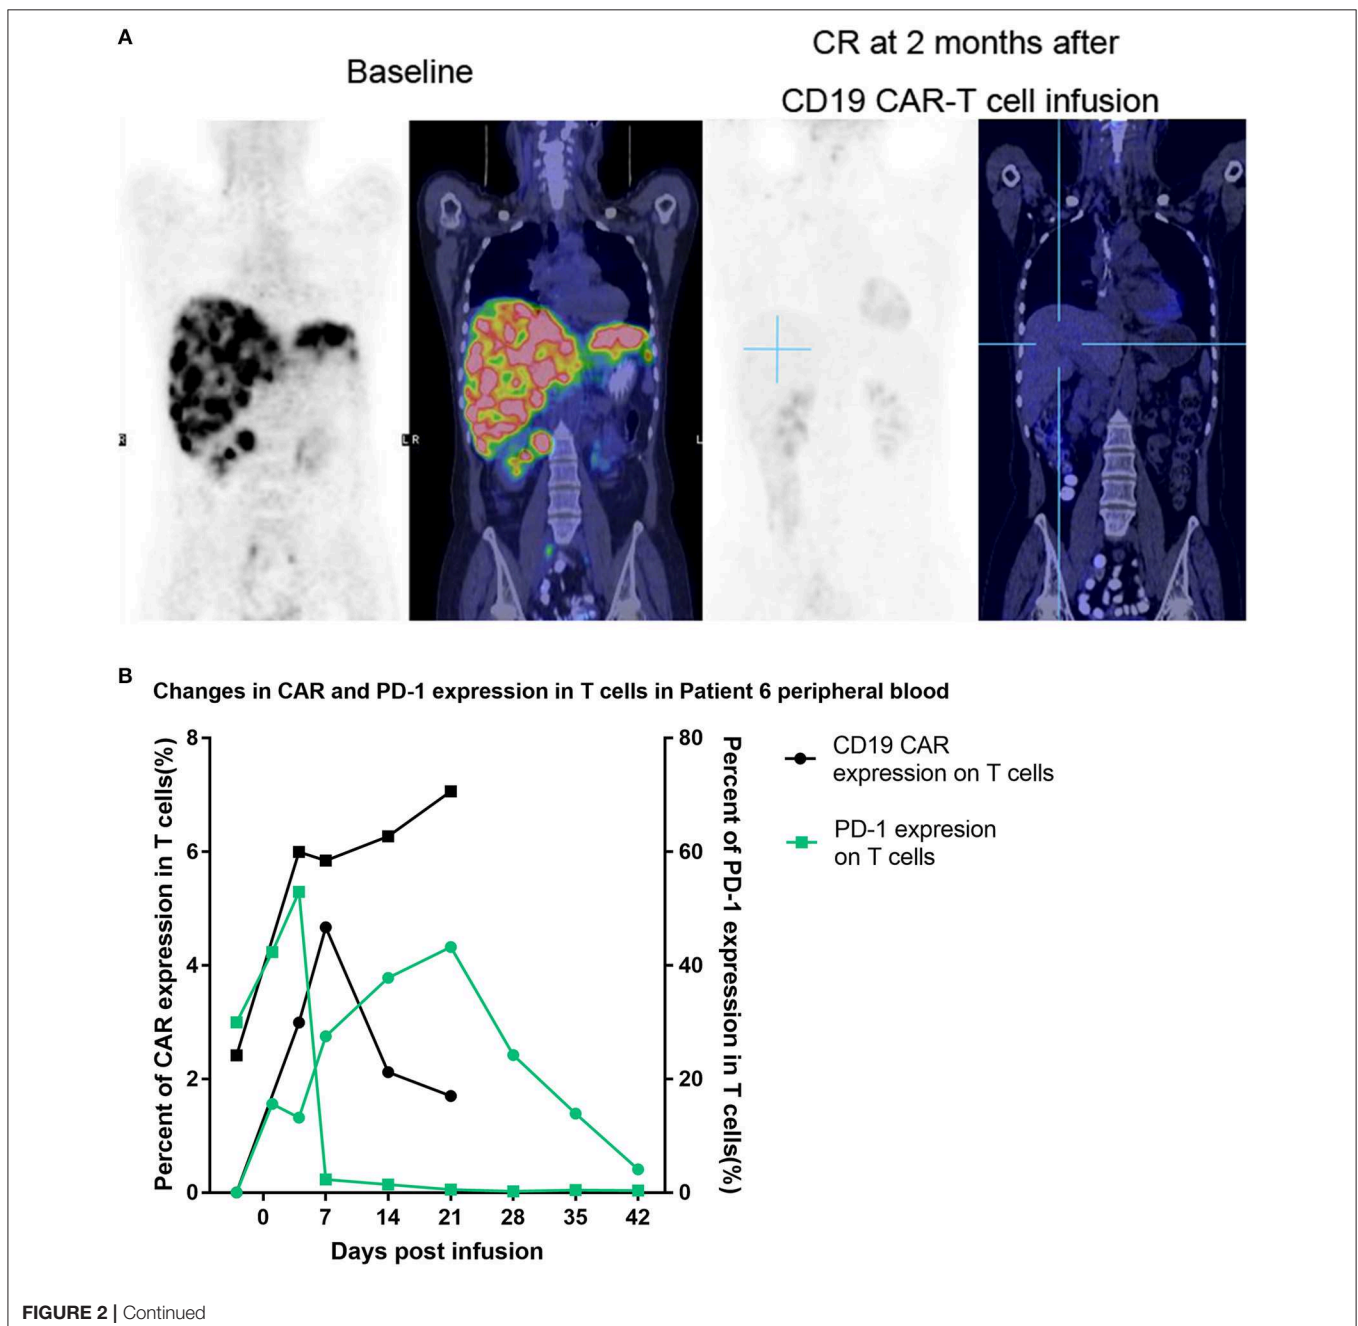 A
Baseline
CR at 2 months after
CD19 CAR-T cell infusion
R
L R
L
B
Changes in CAR and PD-1 expression in T cells in Patient 6 peripheral blood
Percent of CAR expression in T cells(%)
8
6
4
2
0
80
60
40
20
0
Percent of PD-1 expression in T cells(%)
CD19 CAR
expression on T cells
PD-1 expresion
on T cells
0 7 14 21 28 35 42
Days post infusion
FIGURE 2 | Continued